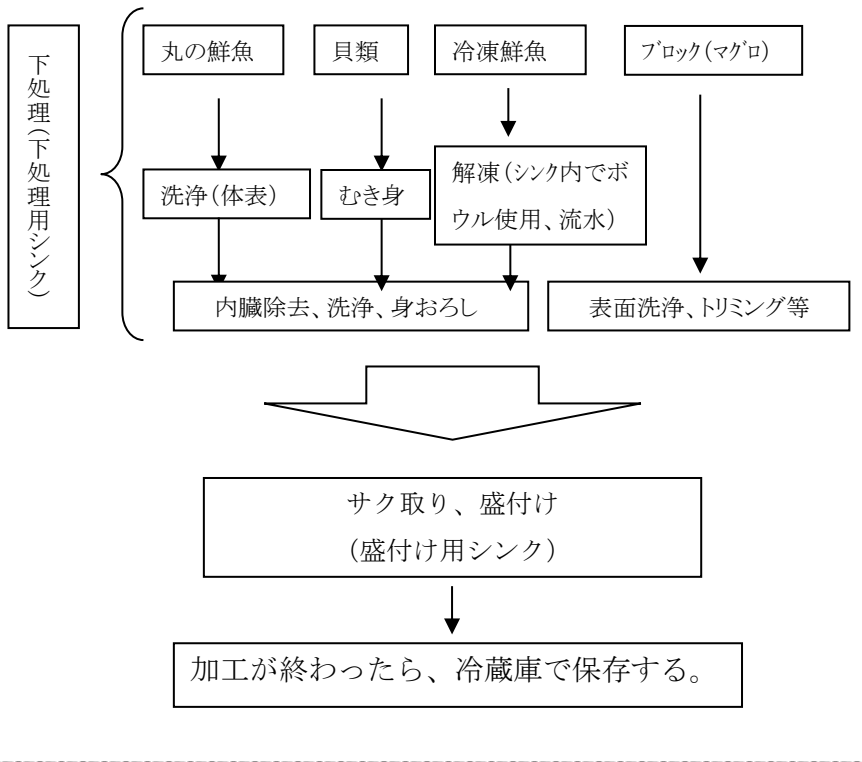 下処理(下処理用シンク)
丸の鮮魚
貝類
冷凍鮮魚
ﾌﾞﾛｯｸ(ﾏｸﾞﾛ)
洗浄(体表)
むき身
解凍(ｼﾝｸ内でボ
ウル使用、流水)
内臓除去、洗浄、身おろし
表面洗浄、トリミング等
サク取り、盛付け
(盛付け用シンク)
加工が終わったら、冷蔵庫で保存する。